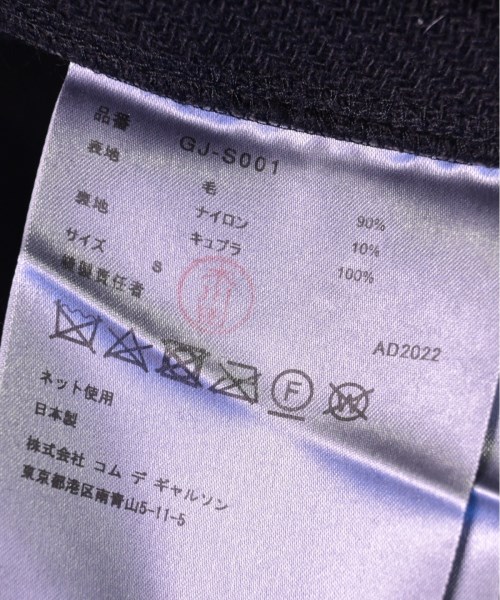 品番 GJ-S001
表地 毛 90%
ナイロン 10%
裏地 キュプラ 100%
サイズ S
縫製責任者
AD2022
F
W
ネット使用
日本製
株式会社 コム デ ギャルソン
東京都港区南青山5-11-5